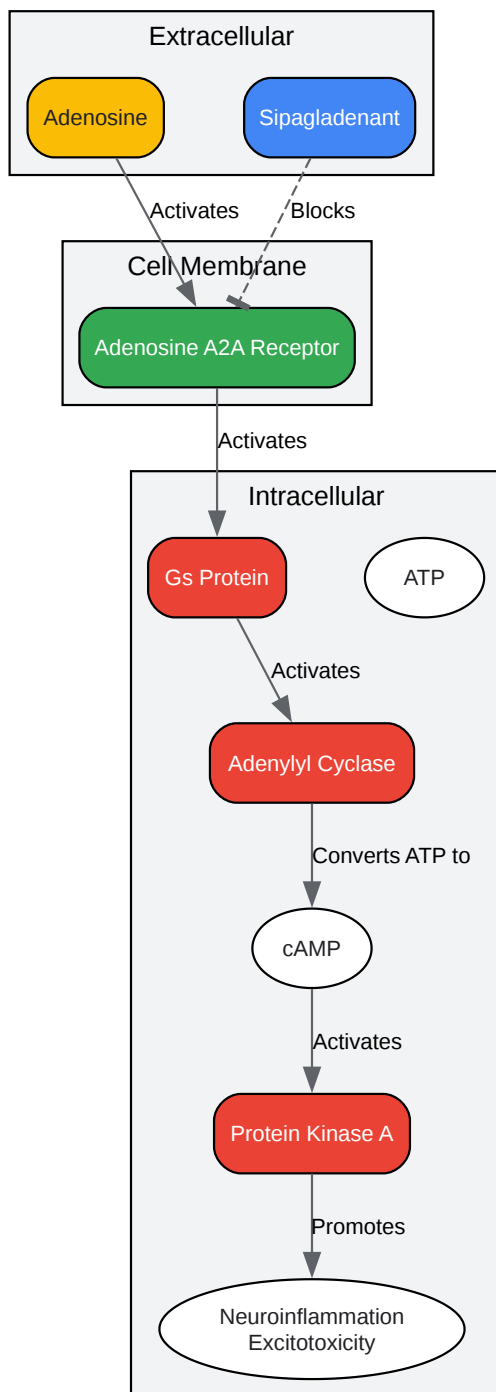 Extracellular
Adenosine
Sipagladenant
Activates
Blocks
Cell Membrane
Adenosine A2A Receptor
Activates
Intracellular
Gs Protein
ATP
Activates
Adenylyl Cyclase
Converts ATP to
cAMP
Activates
Protein Kinase A
Promotes
Neuroinflammation
Excitotoxicity